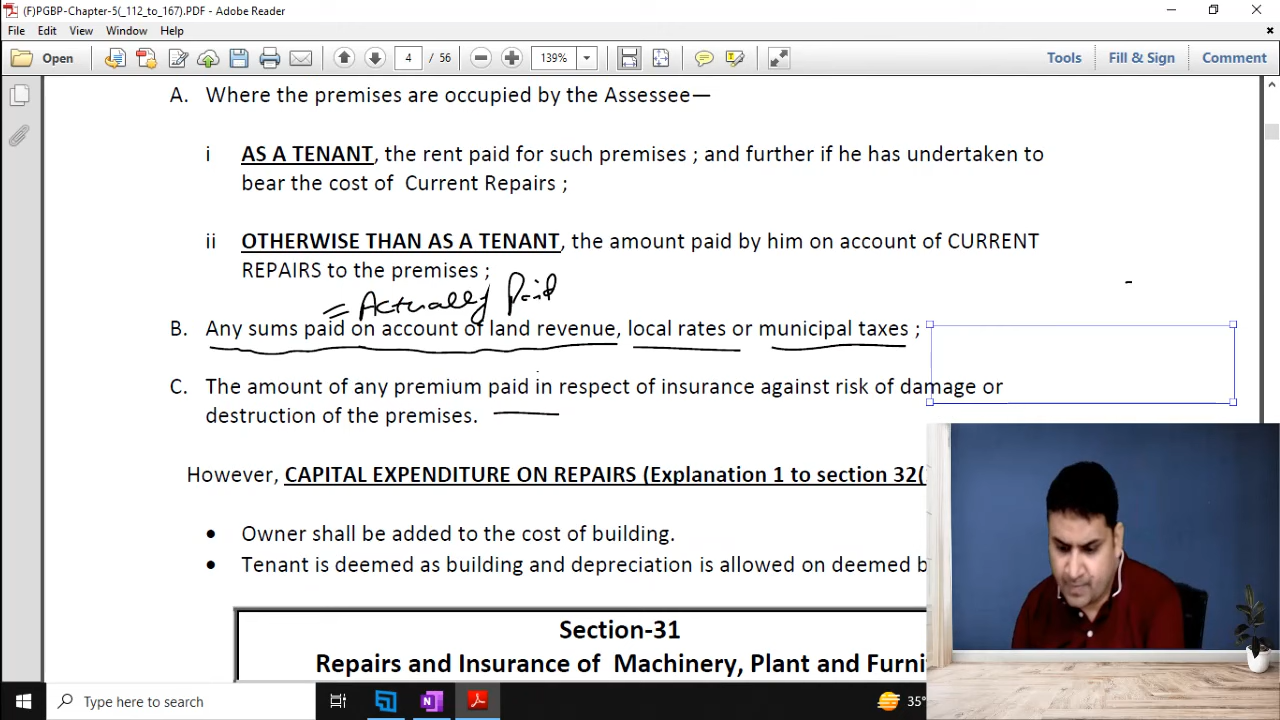 (F)PGBP-Chapter-5(_112_to_167).PDF - Adobe Reader
File Edit View Window Help
Open 4 / 56 139% Tools Fill & Sign Comment
A. Where the premises are occupied by the Assessee—
i AS A TENANT, the rent paid for such premises ; and further if he has undertaken to
bear the cost of Current Repairs ;
ii OTHERWISE THAN AS A TENANT, the amount paid by him on account of CURRENT
REPAIRS to the premises ;
= Actually Paid
B. Any sums paid on account of land revenue, local rates or municipal taxes ;
C. The amount of any premium paid in respect of insurance against risk of damage or
destruction of the premises.
However, CAPITAL EXPENDITURE ON REPAIRS (Explanation 1 to section 32(
• Owner shall be added to the cost of building.
• Tenant is deemed as building and depreciation is allowed on deemed b
Section-31
Repairs and Insurance of Machinery, Plant and Furni
Type here to search 35°